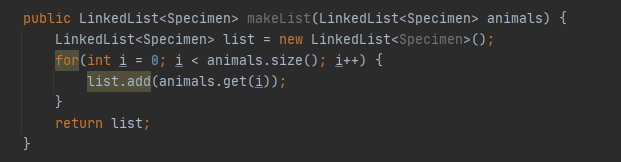 public LinkedList<Specimen> makeList(LinkedList<Specimen> animals) {
    LinkedList<Specimen> list = new LinkedList<Specimen>();
    for(int i = 0; i < animals.size(); i++) {
        list.add(animals.get(i));
    }
    return list;
}